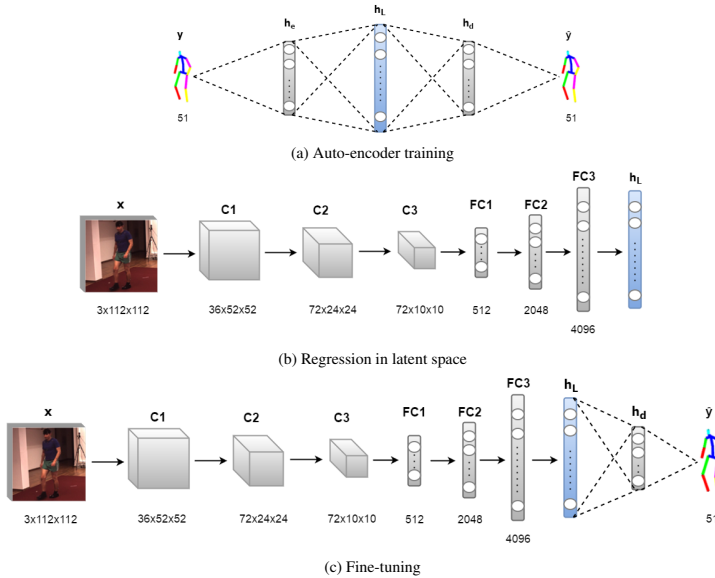 y h_e h_L h_d ŷ
51 51
(a) Auto-encoder training
x C1 C2 C3 FC1 FC2 FC3 h_L
3x112x112 36x52x52 72x24x24 72x10x10 512 2048 4096
(b) Regression in latent space
x C1 C2 C3 FC1 FC2 FC3 h_L h_d ŷ
3x112x112 36x52x52 72x24x24 72x10x10 512 2048 4096
(c) Fine-tuning